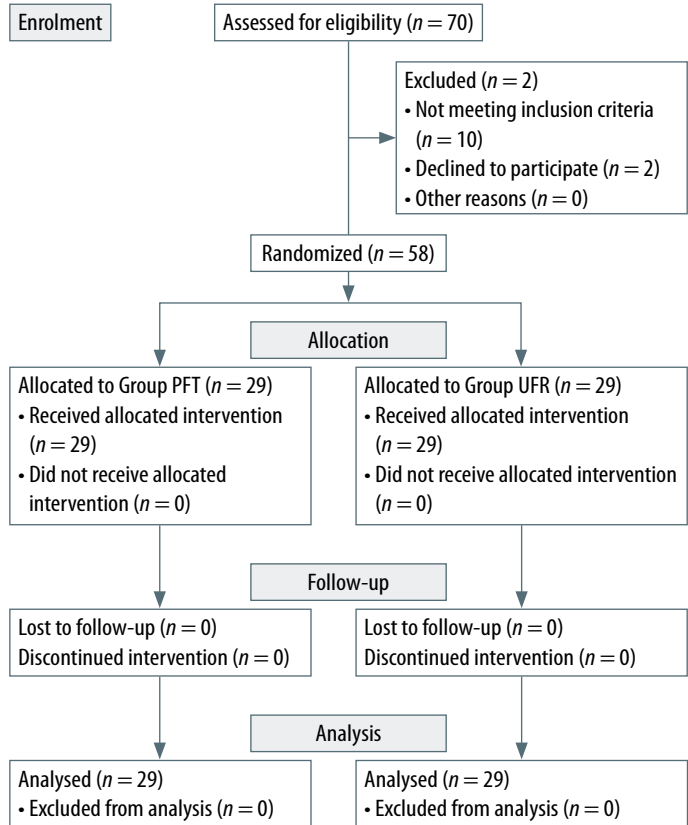 Enrolment
Assessed for eligibility (n = 70)
Excluded (n = 2)
• Not meeting inclusion criteria
(n = 10)
• Declined to participate (n = 2)
• Other reasons (n = 0)
Randomized (n = 58)
Allocation
Allocated to Group PFT (n = 29)
• Received allocated intervention
(n = 29)
• Did not receive allocated
intervention (n = 0)
Allocated to Group UFR (n = 29)
• Received allocated intervention
(n = 29)
• Did not receive allocated intervention
(n = 0)
Follow-up
Lost to follow-up (n = 0)
Discontinued intervention (n = 0)
Lost to follow-up (n = 0)
Discontinued intervention (n = 0)
Analysis
Analysed (n = 29)
• Excluded from analysis (n = 0)
Analysed (n = 29)
• Excluded from analysis (n = 0)